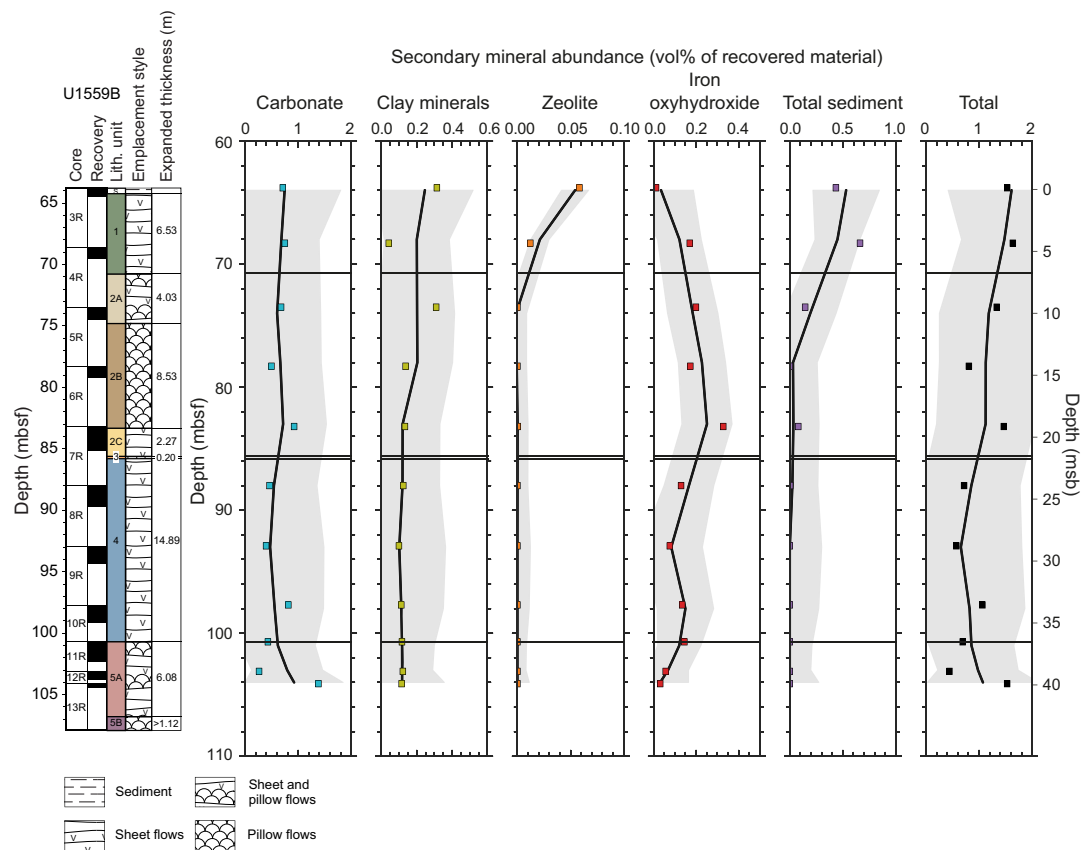 Secondary mineral abundance (vol% of recovered material)
U1559B
Core
Recovery
Lith. unit
Emplacement style
Expanded thickness (m)
Carbonate
Clay minerals
Zeolite
Iron
oxyhydroxide
Total sediment
Total
0 1 2
0.0 0.2 0.4 0.6
0.00 0.05 0.10
0.0 0.2 0.4
0.0 0.5 1.0
0 1 2
Depth (mbsf)
65
70
75
80
85
90
95
100
105
3R
4R
5R
6R
7R
8R
9R
10R
11R
12R
13R
S
1
2A
2B
2C
3
4
5A
5B
6.53
4.03
8.53
2.27
0.20
14.89
6.08
>1.12
Depth (mbsf)
60
70
80
90
100
110
Depth (msb)
0
5
10
15
20
25
30
35
40
Sediment
Sheet flows
Sheet and
pillow flows
Pillow flows